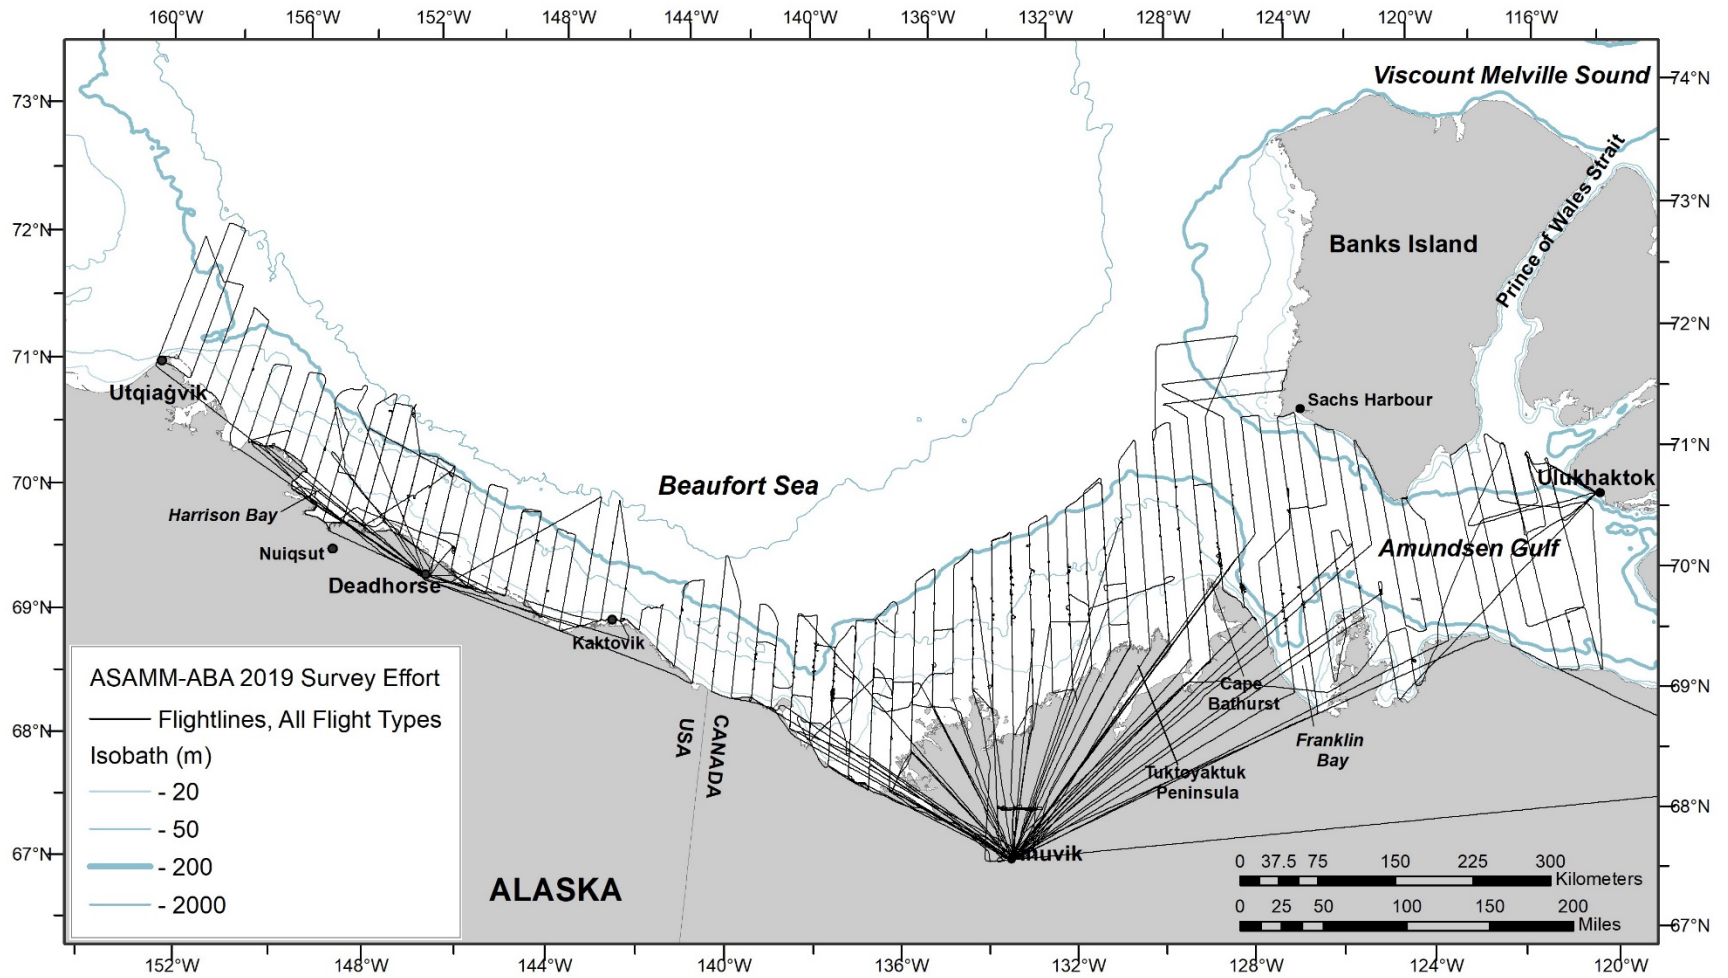 160°W 156°W 152°W 148°W 144°W 140°W 136°W 132°W 128°W 124°W 120°W 116°W
Viscount Melville Sound
74°N
73°N
73°N
Prince of Wales Strait
72°N
Banks Island
72°N
71°N
Utqiaġvik
Sachs Harbour
71°N
70°N
Beaufort Sea
Ulukhaktok
Harrison Bay
Nuiqsut
Amundsen Gulf
70°N
Deadhorse
69°N
Kaktovik
ASAMM-ABA 2019 Survey Effort
Flightlines, All Flight Types
Isobath (m)
- 20
- 50
- 200
- 2000
Cape
Bathurst
69°N
68°N
USA
CANADA
Franklin
Bay
Tuktoyaktuk
Peninsula
68°N
67°N
Inuvik
ALASKA
0 37.5 75 150 225 300
Kilometers
0 25 50 100 150 200
Miles
67°N
152°W 148°W 144°W 140°W 136°W 132°W 128°W 124°W 120°W